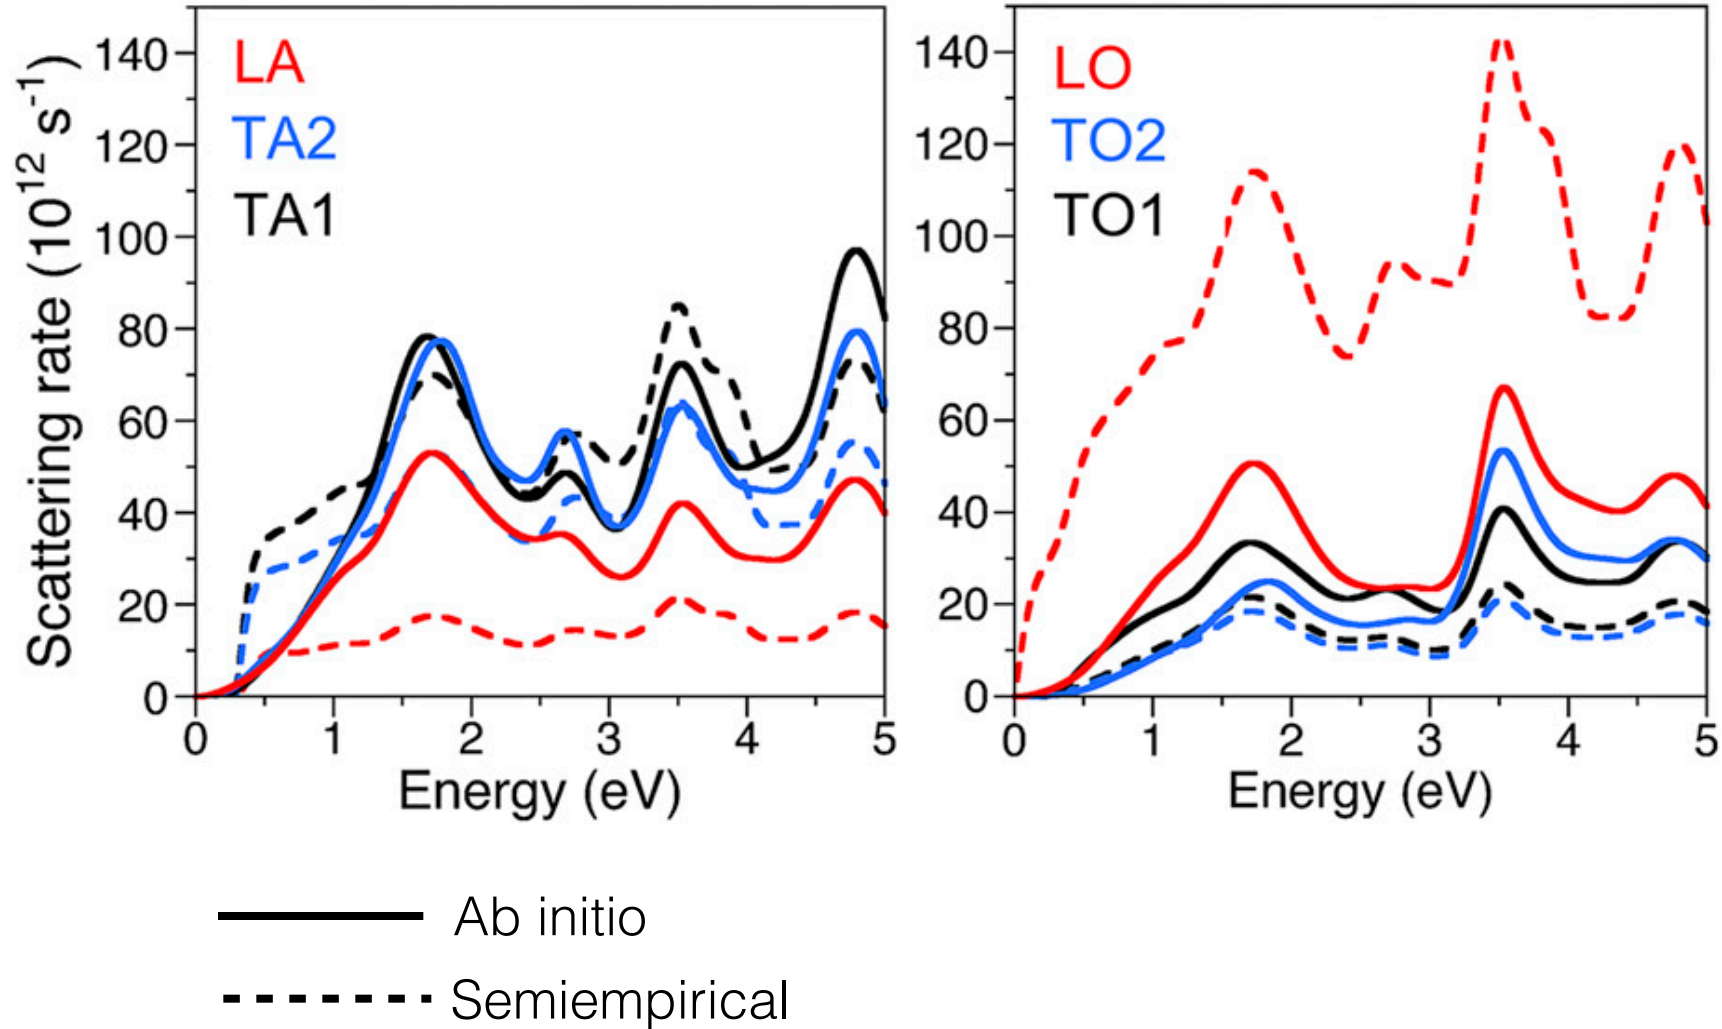 Scattering rate (10¹² s⁻¹)
140
120
100
80
60
40
20
0
LA
TA2
TA1
0 1 2 3 4 5
Energy (eV)
140
120
100
80
60
40
20
0
LO
TO2
TO1
0 1 2 3 4 5
Energy (eV)
Ab initio
Semiempirical